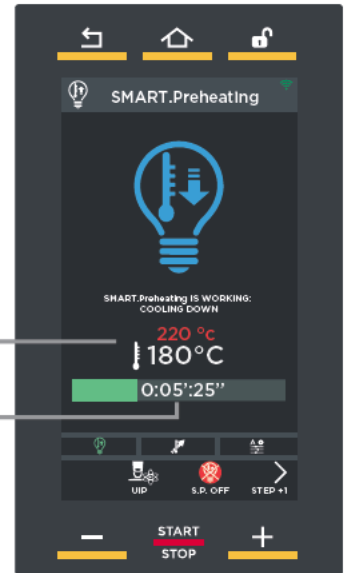 SMART.Preheating
SMART.Preheating IS WORKING:
COOLING DOWN
220 °c
180°C
0:05':25”
UIP
S.P. OFF
STEP +1
START
STOP